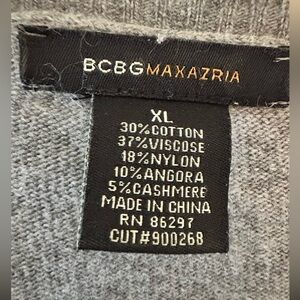 BCBGMAXAZRIA
XL
30%COTTON
37%VISCOSE
18%NYLON
10%ANGORA
5%CASHMERE
MADE IN CHINA
RN 86297
CUT#900268